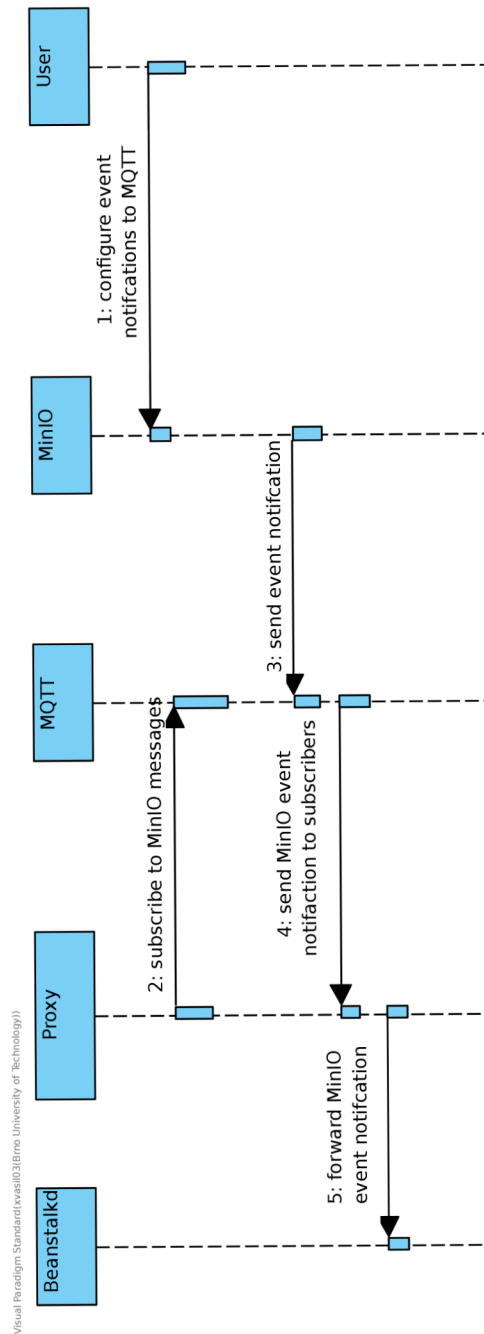 Visual Paradigm Standard(xvasil03(Brno University of Technology))
Beanstalkd
Proxy
MQTT
MinIO
User
1: configure event
notifcations to MQTT
2: subscribe to MinIO messages
3: send event notifcation
4: send MinIO event
notifaction to subscribers
5: forward MinIO
event notifcation